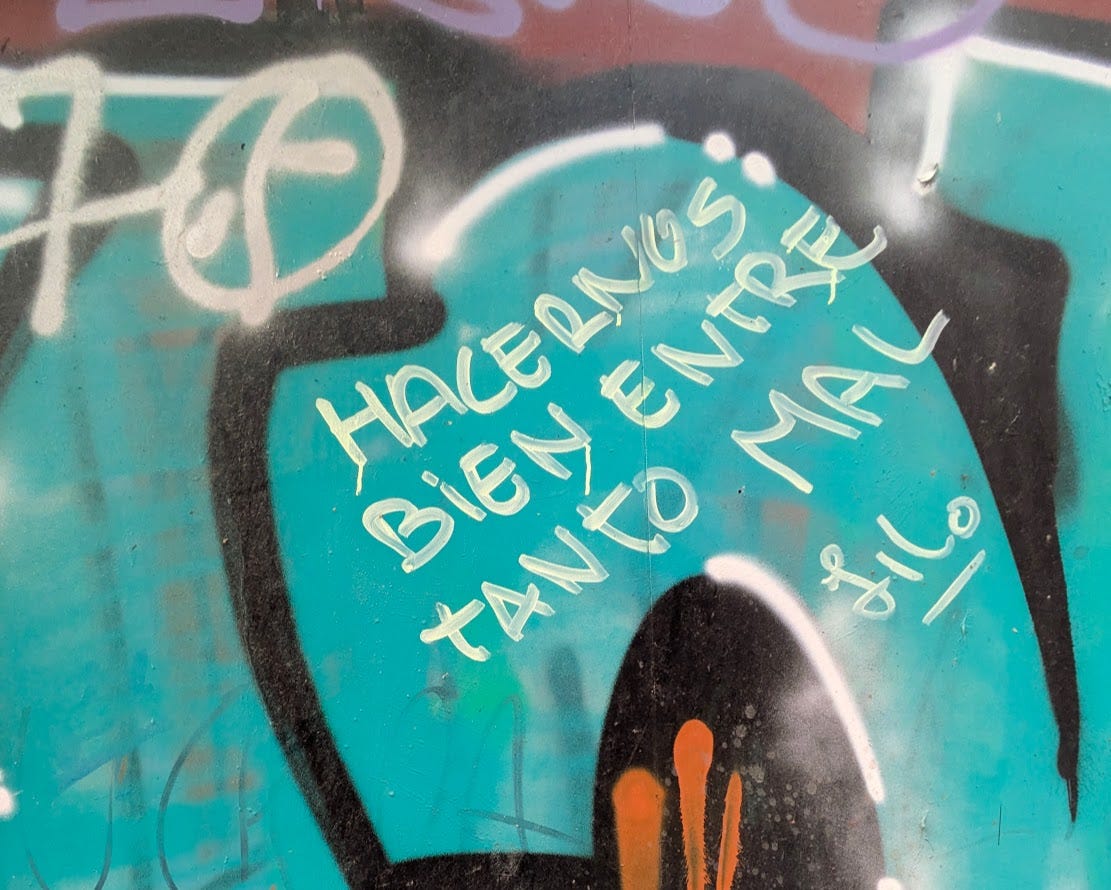 HACERNOS
BiEN ENTRE
tANtO MAL